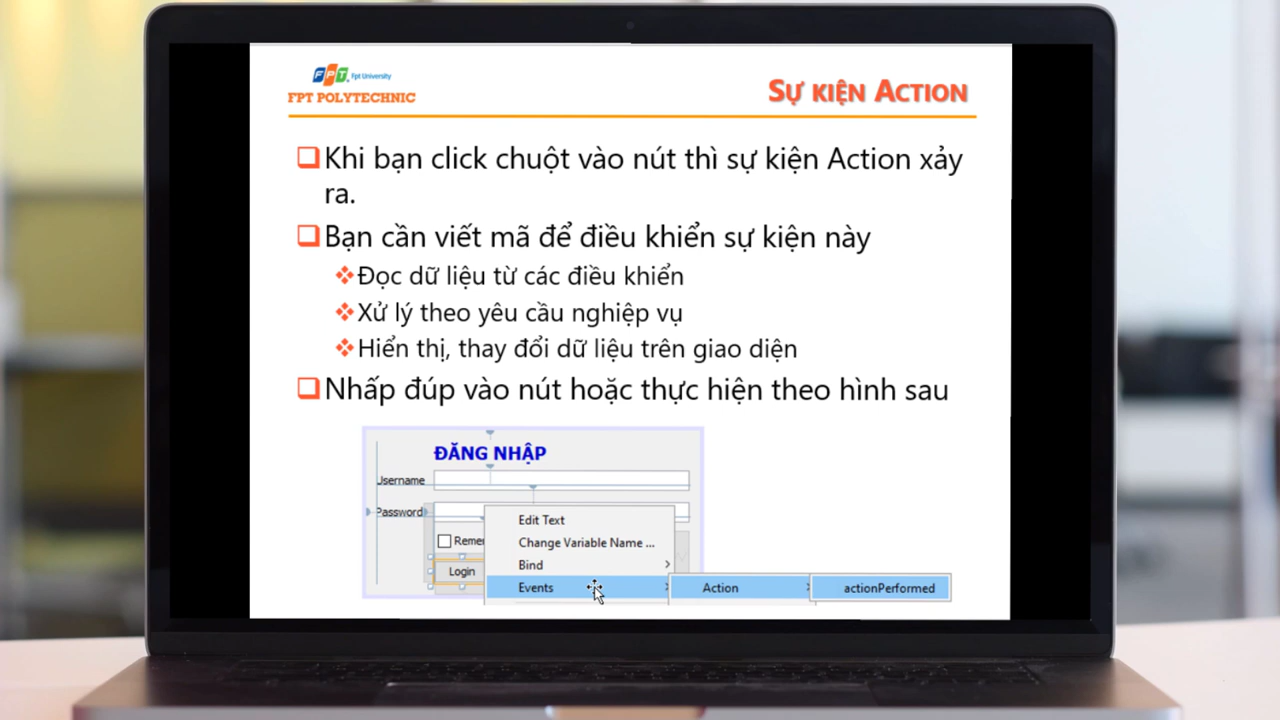 FPT Fpt University
FPT POLYTECHNIC
SỰ KIỆN ACTION
Khi bạn click chuột vào nút thì sự kiện Action xảy
ra.
Bạn cần viết mã để điều khiển sự kiện này
Đọc dữ liệu từ các điều khiển
Xử lý theo yêu cầu nghiệp vụ
Hiển thị, thay đổi dữ liệu trên giao diện
Nhấp đúp vào nút hoặc thực hiện theo hình sau
ĐĂNG NHẬP
Username
Password
Edit Text
Change Variable Name ...
Bind
Login
Events
Action
actionPerformed